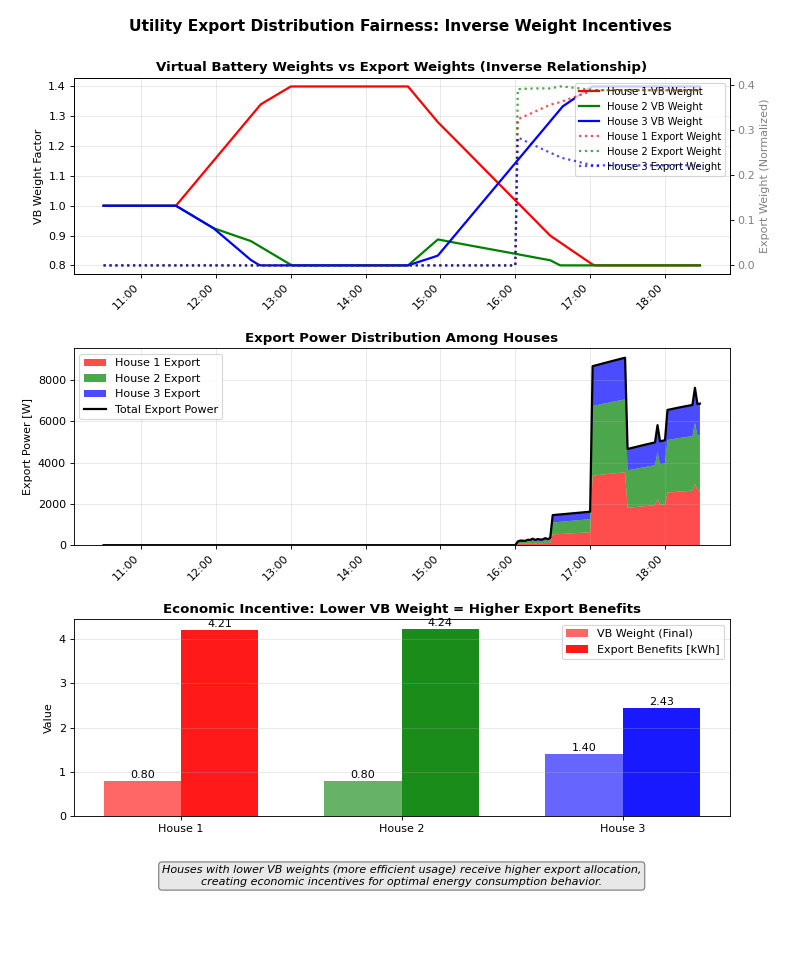 Utility Export Distribution Fairness: Inverse Weight Incentives
Virtual Battery Weights vs Export Weights (Inverse Relationship)
VB Weight Factor
1.4
1.3
1.2
1.1
1.0
0.9
0.8
House 1 VB Weight
House 2 VB Weight
House 3 VB Weight
House 1 Export Weight
House 2 Export Weight
House 3 Export Weight
0.4
0.3
0.2
0.1
0.0
Export Weight (Normalized)
11:00
12:00
13:00
14:00
15:00
16:00
17:00
18:00
Export Power Distribution Among Houses
Export Power [W]
8000
6000
4000
2000
0
House 1 Export
House 2 Export
House 3 Export
Total Export Power
11:00
12:00
13:00
14:00
15:00
16:00
17:00
18:00
Economic Incentive: Lower VB Weight = Higher Export Benefits
Value
4
3
2
1
0
0.80
4.21
0.80
4.24
1.40
2.43
VB Weight (Final)
Export Benefits [kWh]
House 1
House 2
House 3
Houses with lower VB weights (more efficient usage) receive higher export allocation,
creating economic incentives for optimal energy consumption behavior.